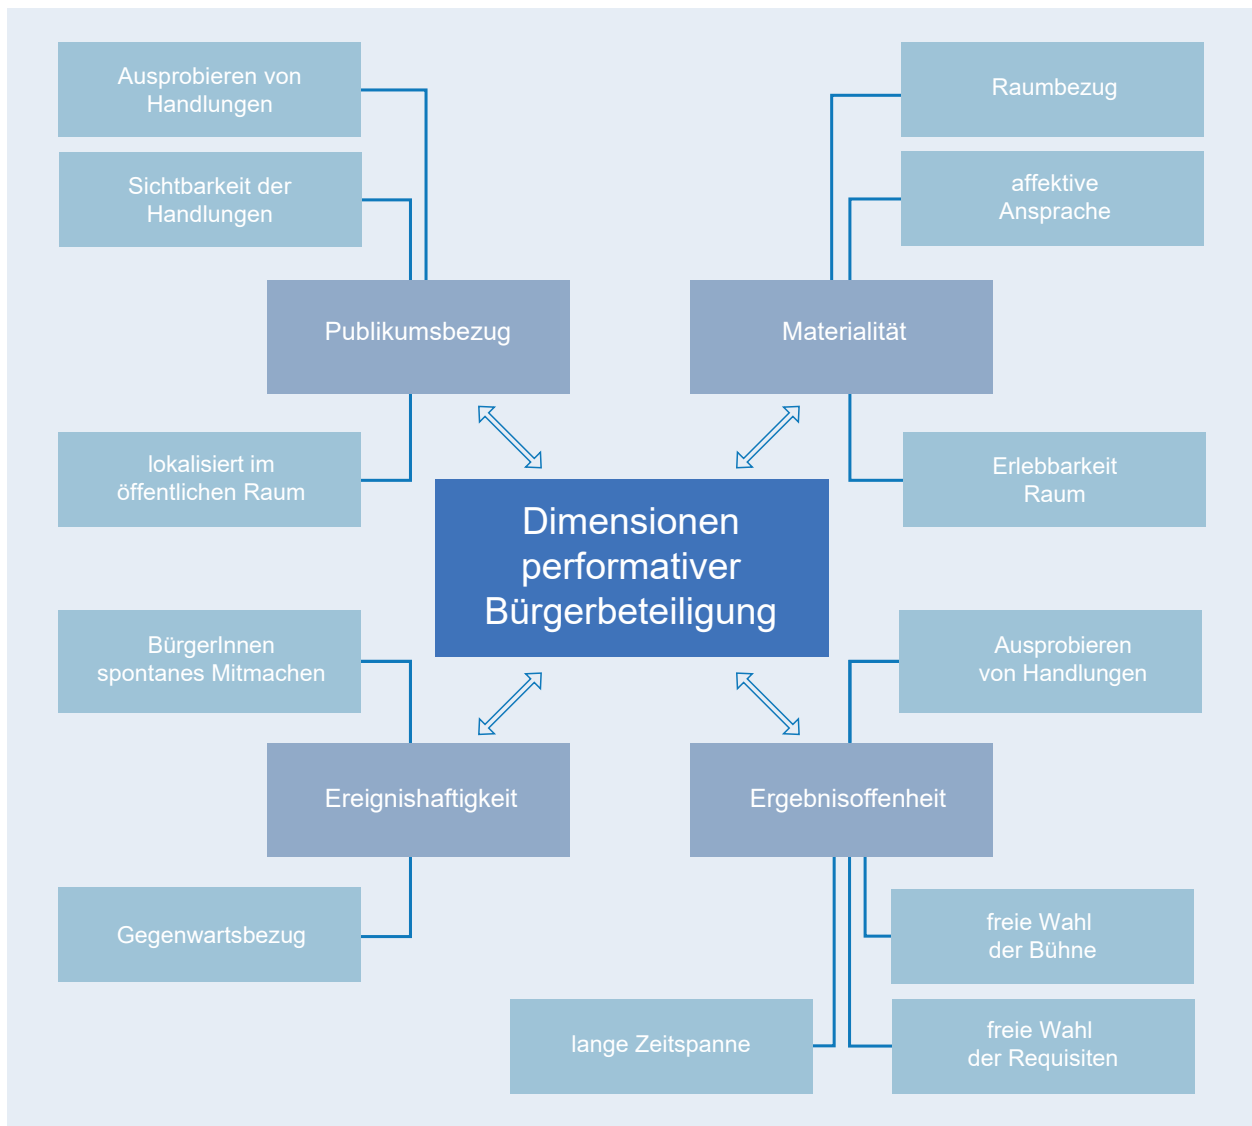 Ausprobieren von
Handlungen
Sichtbarkeit der
Handlungen
Publikumsbezug
lokalisiert im
öffentlichen Raum
Raumbezug
affektive
Ansprache
Materialität
Erlebbarkeit
Raum
Dimensionen
performativer
Bürgerbeteiligung
BürgerInnen
spontanes Mitmachen
Ereignishaftigkeit
Gegenwartsbezug
Ausprobieren
von Handlungen
Ergebnisoffenheit
freie Wahl
der Bühne
lange Zeitspanne
freie Wahl
der Requisiten